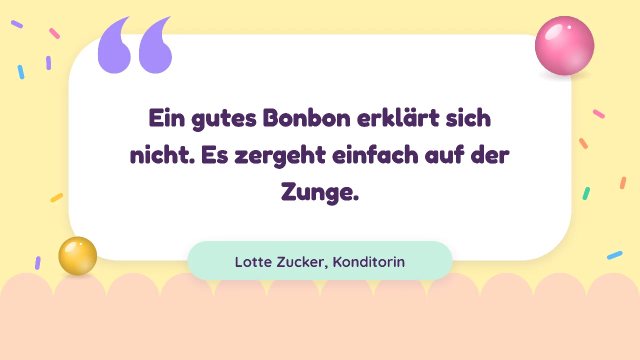 Ein gutes Bonbon erklärt sich
nicht. Es zergeht einfach auf der
Zunge.
Lotte Zucker, Konditorin